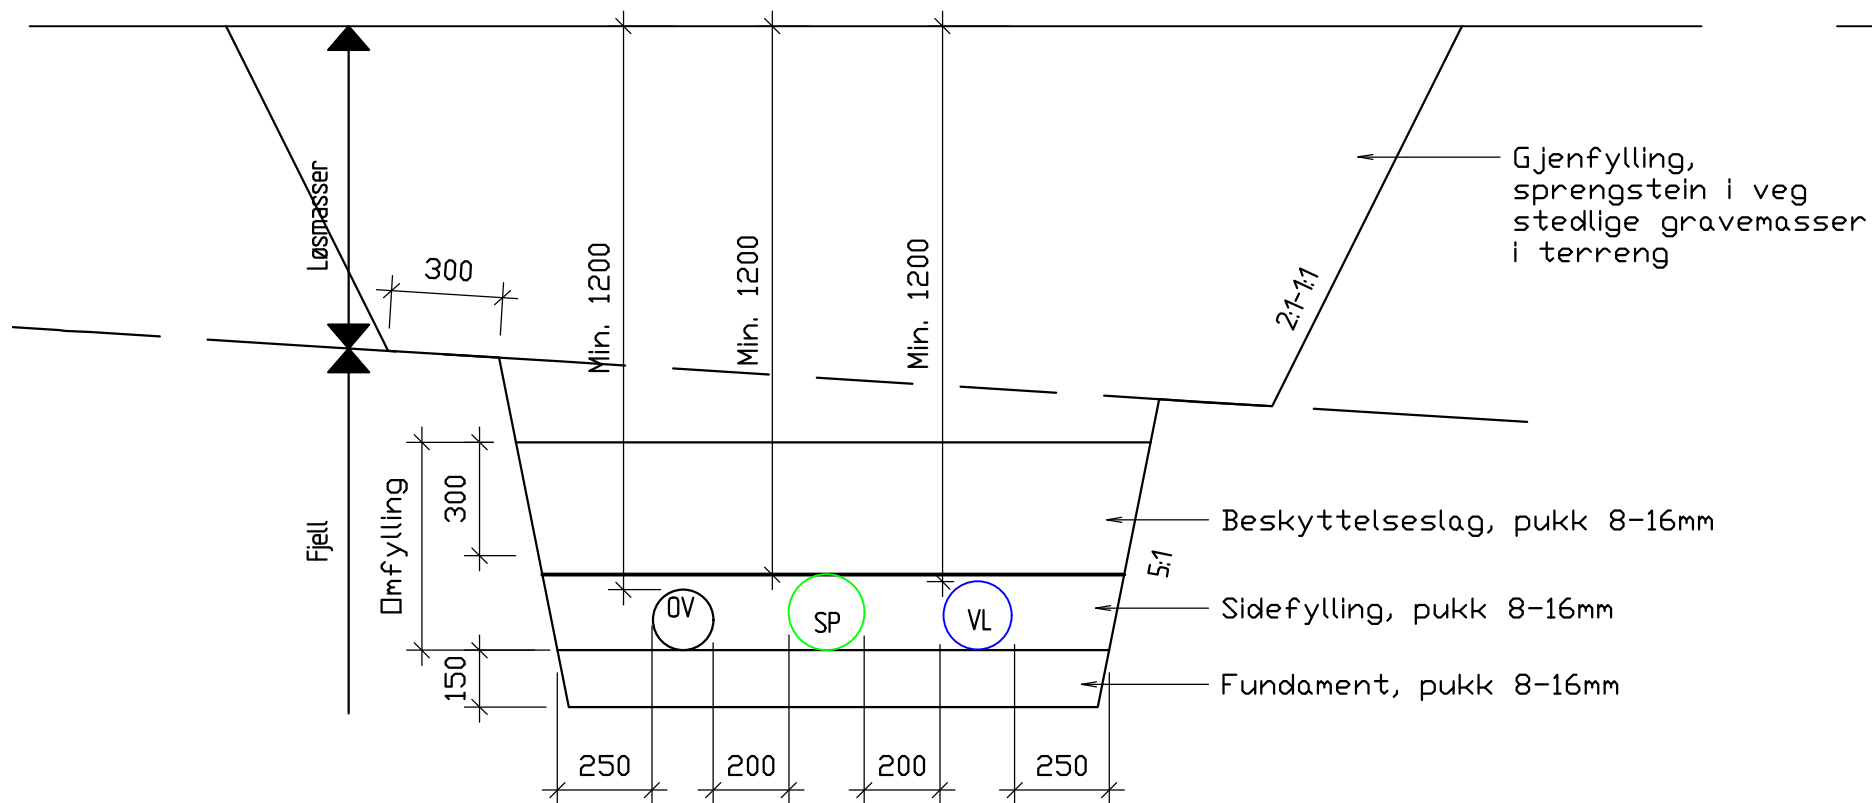 Gjenfylling,
sprengstein i veg
stedlige gravemasser
i terreng
Løsmasser
300
Min. 1200
Min. 1200
Min. 1200
2:1-1:1
Fjell
Omfylling
300
150
Beskyttelseslag, pukk 8-16mm
5:1
OV
SP
VL
Sidefylling, pukk 8-16mm
Fundament, pukk 8-16mm
250
200
200
250